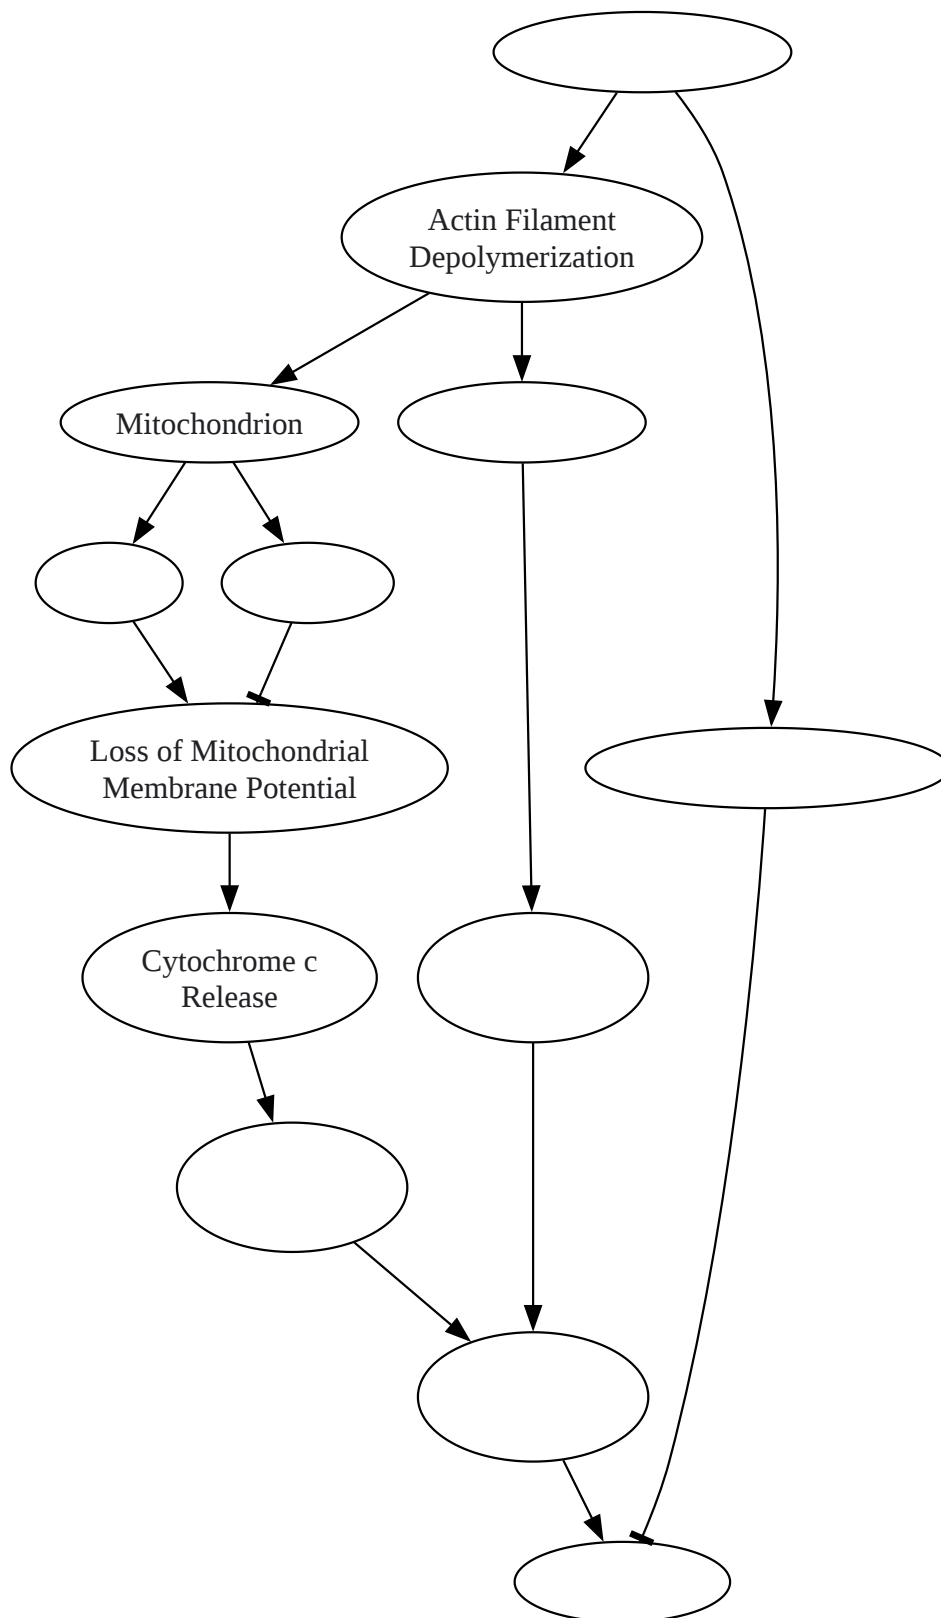 Actin Filament
Depolymerization
Mitochondrion
Loss of Mitochondrial
Membrane Potential
Cytochrome c
Release